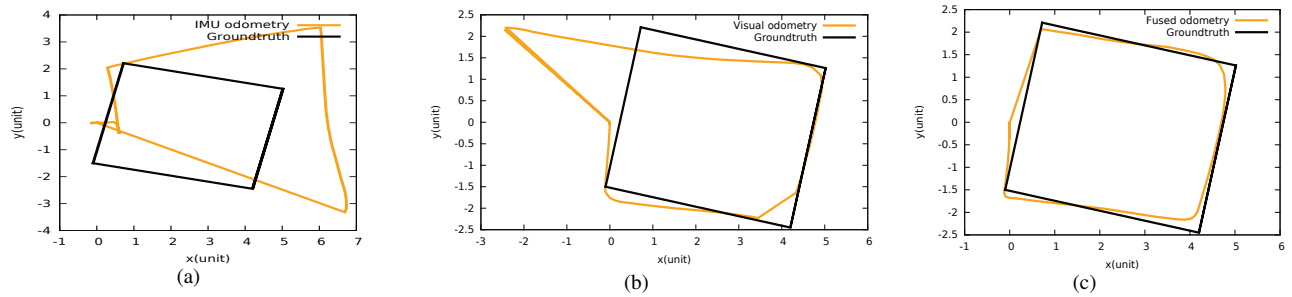 IMU odometry
Groundtruth
4
3
2
1
0
-1
-2
-3
-4
-1 0 1 2 3 4 5 6 7
y(unit)
x(unit)
(a)
Visual odometry
Groundtruth
2.5
2
1.5
1
0.5
0
-0.5
-1
-1.5
-2
-2.5
-3 -2 -1 0 1 2 3 4 5 6
y(unit)
x(unit)
(b)
Fused odometry
Groundtruth
2.5
2
1.5
1
0.5
0
-0.5
-1
-1.5
-2
-2.5
-1 0 1 2 3 4 5 6
y(unit)
x(unit)
(c)